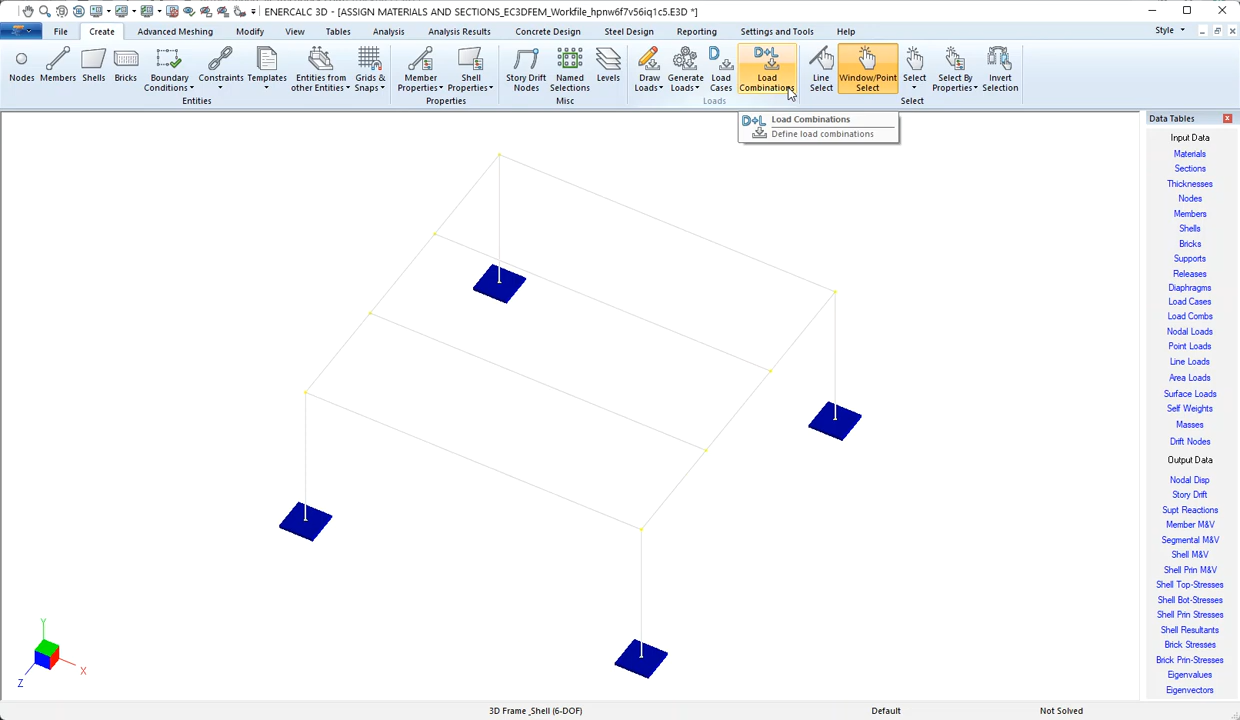 ENERCALC 3D - [ASSIGN MATERIALS AND SECTIONS_EC3DFEM_Workfile_hpnw6f7v56iq1c5.E3D *]
File Create Advanced Meshing Modify View Tables Analysis Analysis Results Concrete Design Steel Design Reporting Settings and Tools Help Style
Nodes Members Shells Bricks Boundary Conditions Constraints Templates Entities from other Entities Grids & Snaps
Entities
Member Properties Shell Properties
Properties
Story Drift Nodes Named Selections Levels
Misc
Draw Loads Generate Loads Load Cases Load Combinations
D
D+L
Loads
Line Select Window/Point Select Select Select By Properties Invert Selection
Select
D+L Load Combinations
Define load combinations
Data Tables
Input Data
Materials
Sections
Thicknesses
Nodes
Members
Shells
Bricks
Supports
Releases
Diaphragms
Load Cases
Load Combs
Nodal Loads
Point Loads
Line Loads
Area Loads
Surface Loads
Self Weights
Masses
Drift Nodes
Output Data
Nodal Disp
Story Drift
Supt Reactions
Member M&V
Segmental M&V
Shell M&V
Shell Prin M&V
Shell Top-Stresses
Shell Bot-Stresses
Shell Prin Stresses
Shell Resultants
Brick Stresses
Brick Prin-Stresses
Eigenvalues
Eigenvectors
Y
X
Z
3D Frame_Shell (6-DOF) Default Not Solved